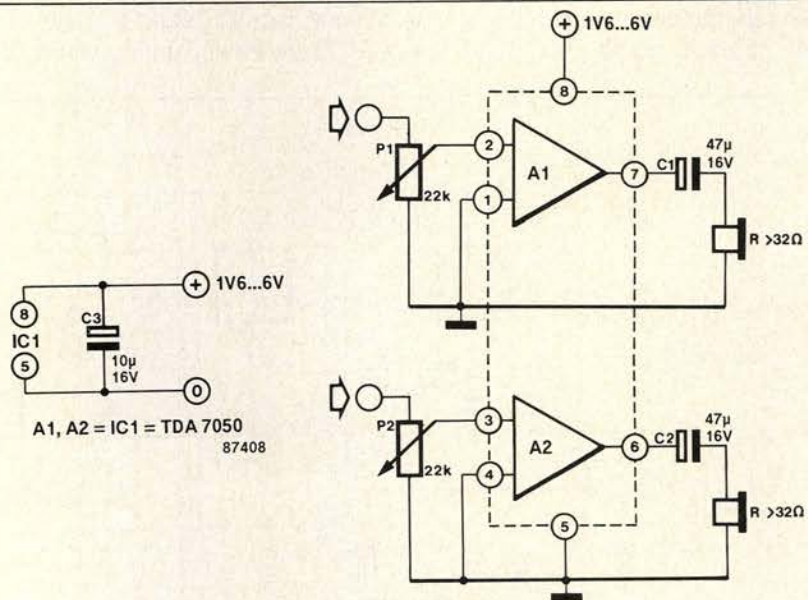 + 1V6...6V
8
P1
22k
2
1
A1
7
C1
47µ
16V
R >32Ω
8
IC1
5
C3
10µ
16V
+ 1V6...6V
0
A1, A2 = IC1 = TDA 7050
87408
P2
22k
3
4
A2
6
C2
47µ
16V
R >32Ω
5